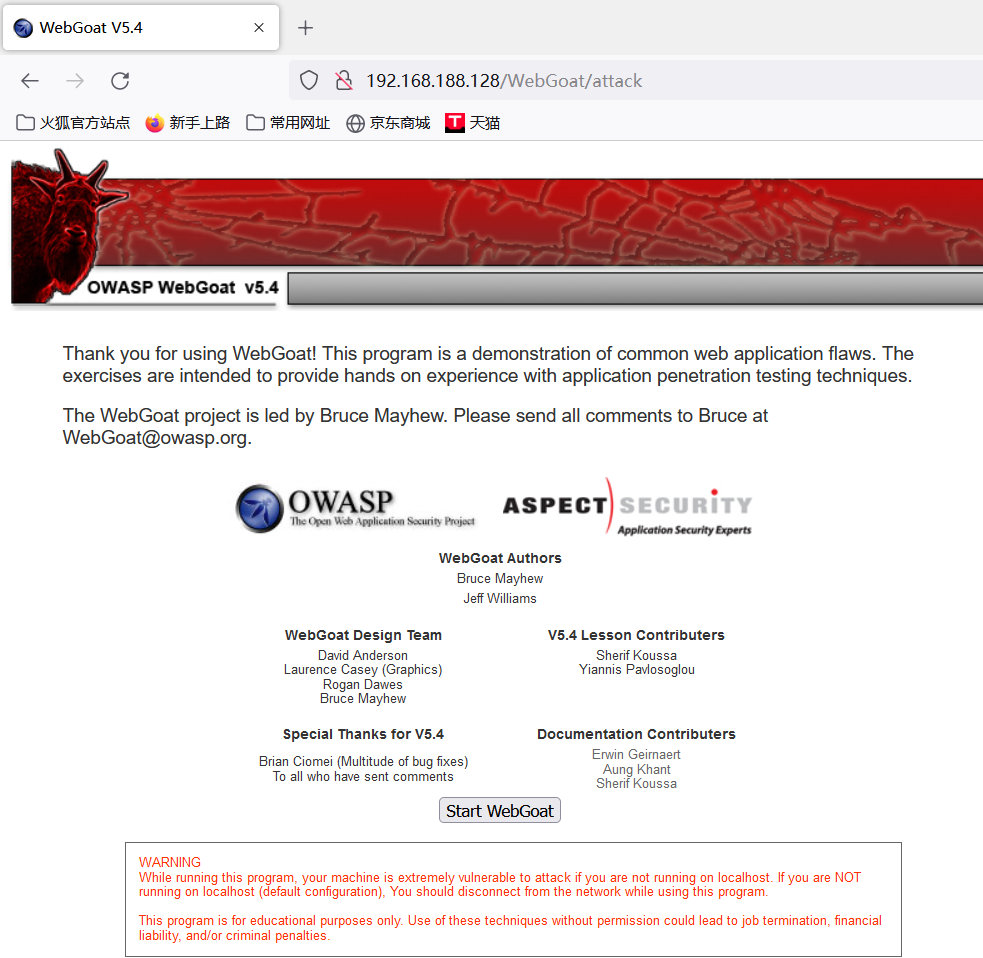 WebGoat V5.4
192.168.188.128/WebGoat/attack
火狐官方站点 新手上路 常用网址 京东商城 T 天猫
OWASP WebGoat v5.4
Thank you for using WebGoat! This program is a demonstration of common web application flaws. The
exercises are intended to provide hands on experience with application penetration testing techniques.
The WebGoat project is led by Bruce Mayhew. Please send all comments to Bruce at
WebGoat@owasp.org.
OWASP
The Open Web Application Security Project
ASPECT SECURITY
Application Security Experts
WebGoat Authors
Bruce Mayhew
Jeff Williams
WebGoat Design Team
David Anderson
Laurence Casey (Graphics)
Rogan Dawes
Bruce Mayhew
V5.4 Lesson Contributers
Sherif Koussa
Yiannis Pavlosoglou
Special Thanks for V5.4
Brian Ciomei (Multitude of bug fixes)
To all who have sent comments
Documentation Contributers
Erwin Geirnaert
Aung Khant
Sherif Koussa
Start WebGoat
WARNING
While running this program, your machine is extremely vulnerable to attack if you are not running on localhost. If you are NOT
running on localhost (default configuration), You should disconnect from the network while using this program.
This program is for educational purposes only. Use of these techniques without permission could lead to job termination, financial
liability, and/or criminal penalties.